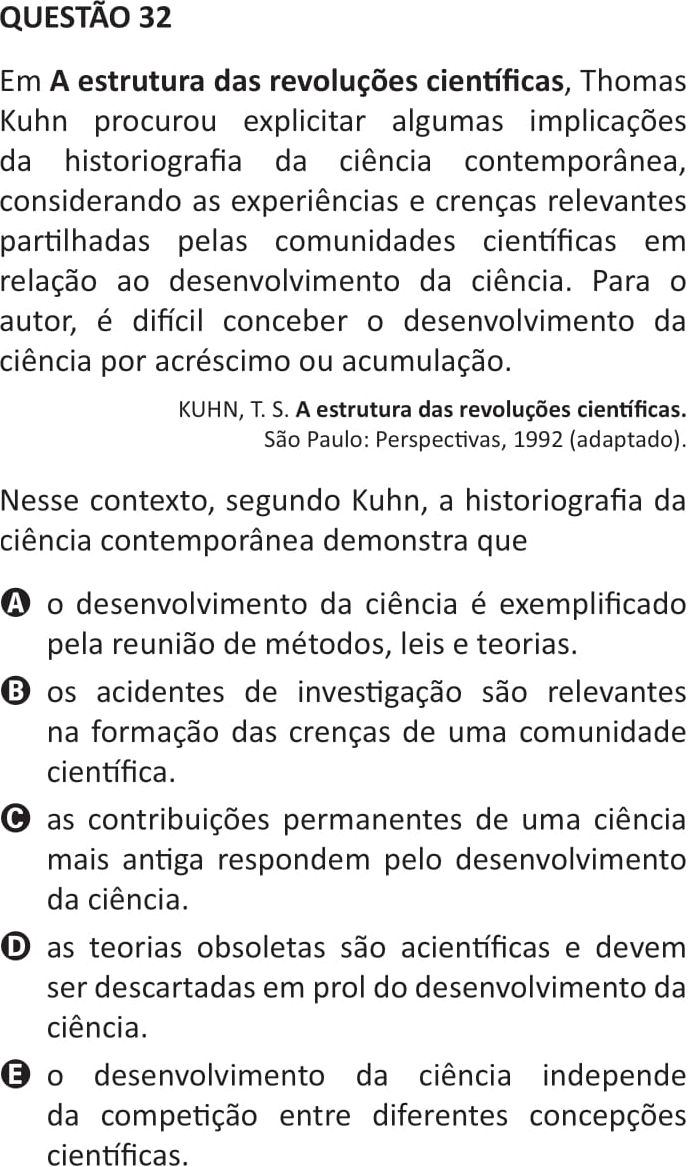 QUESTÃO 32
Em A estrutura das revoluções científicas, Thomas
Kuhn procurou explicitar algumas implicações
da historiografia da ciência contemporânea,
considerando as experiências e crenças relevantes
partilhadas pelas comunidades científicas em
relação ao desenvolvimento da ciência. Para o
autor, é difícil conceber o desenvolvimento da
ciência por acréscimo ou acumulação.
KUHN, T. S. A estrutura das revoluções científicas.
São Paulo: Perspectivas, 1992 (adaptado).
Nesse contexto, segundo Kuhn, a historiografia da
ciência contemporânea demonstra que
A o desenvolvimento da ciência é exemplificado
pela reunião de métodos, leis e teorias.
B os acidentes de investigação são relevantes
na formação das crenças de uma comunidade
científica.
C as contribuições permanentes de uma ciência
mais antiga respondem pelo desenvolvimento
da ciência.
D as teorias obsoletas são acientíficas e devem
ser descartadas em prol do desenvolvimento da
ciência.
E o desenvolvimento da ciência independe
da competição entre diferentes concepções
científicas.